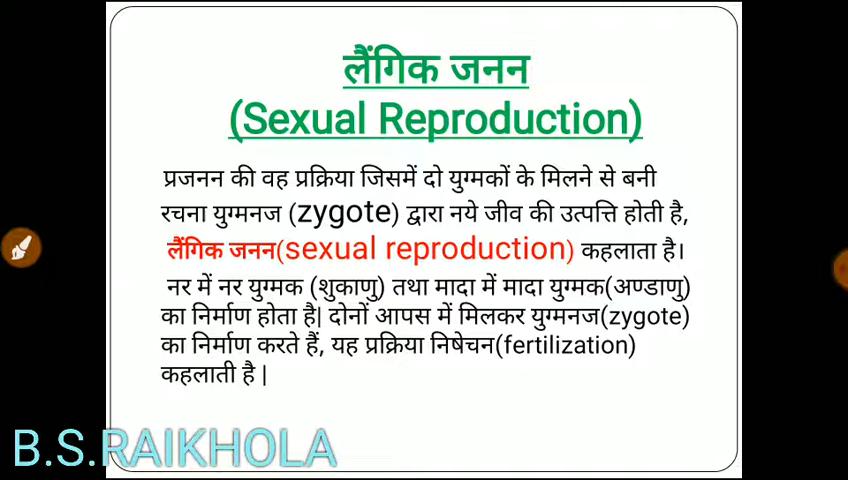 लैंगिक जनन
(Sexual Reproduction)
प्रजनन की वह प्रक्रिया जिसमें दो युग्मकों के मिलने से बनी
रचना युग्मनज (zygote) द्वारा नये जीव की उत्पत्ति होती है,
लैंगिक जनन(sexual reproduction) कहलाता है।
नर में नर युग्मक (शुकाणु) तथा मादा में मादा युग्मक(अण्डाणु)
का निर्माण होता है| दोनों आपस में मिलकर युग्मनज(zygote)
का निर्माण करते हैं, यह प्रक्रिया निषेचन(fertilization)
कहलाती है |
B.S.RAIKHOLA